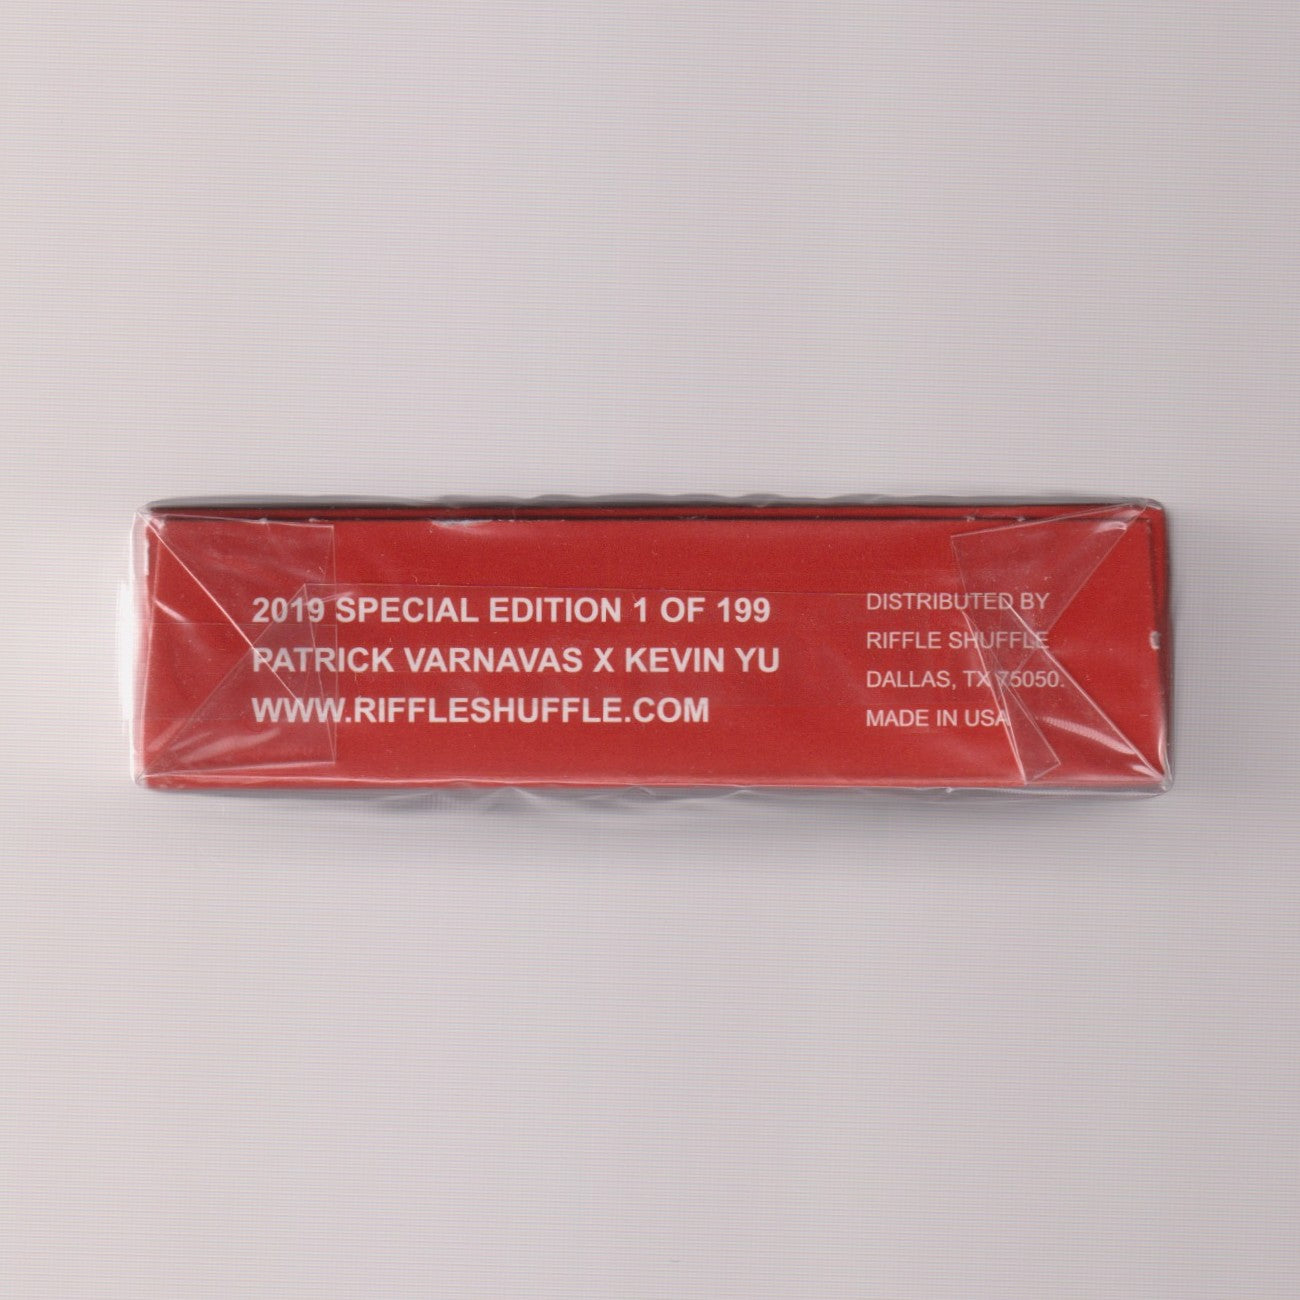 2019 SPECIAL EDITION 1 OF 199
PATRICK VARNAVAS X KEVIN YU
WWW.RIFFLESHUFFLE.COM
DISTRIBUTED BY
RIFFLE SHUFFLE
DALLAS, TX 75050.
MADE IN USA